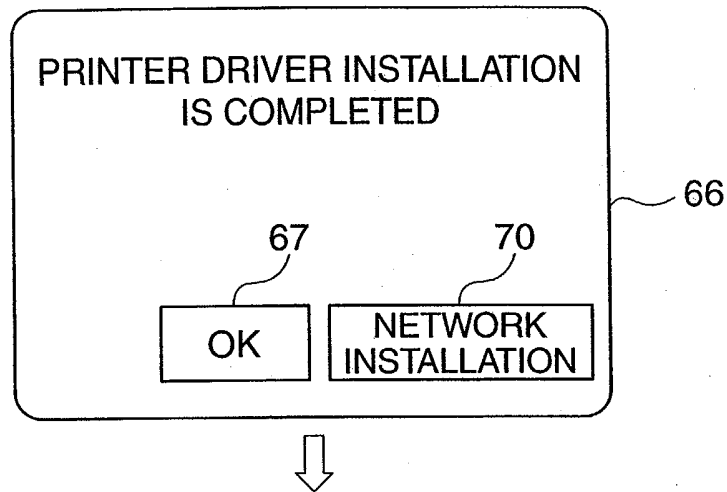 PRINTER DRIVER INSTALLATION
IS COMPLETED
66
67
70
OK
NETWORK
INSTALLATION